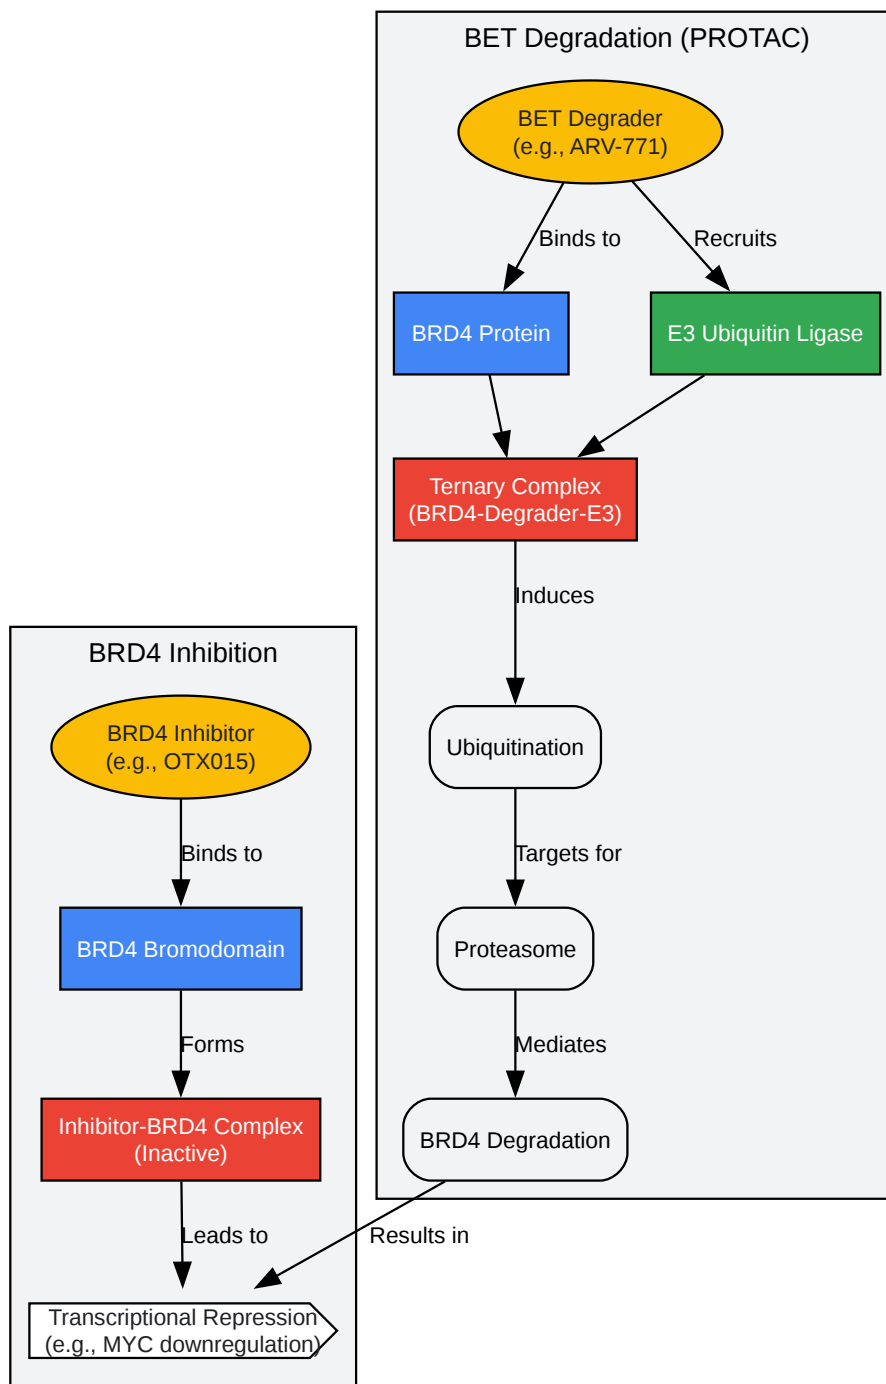 BET Degradation (PROTAC)
BET Degrader
(e.g., ARV-771)
Binds to
Recruits
BRD4 Protein
E3 Ubiquitin Ligase
Ternary Complex
(BRD4-Degrader-E3)
Induces
Ubiquitination
Targets for
Proteasome
Mediates
BRD4 Degradation
Results in
BRD4 Inhibition
BRD4 Inhibitor
(e.g., OTX015)
Binds to
BRD4 Bromodomain
Forms
Inhibitor-BRD4 Complex
(Inactive)
Leads to
Transcriptional Repression
(e.g., MYC downregulation)